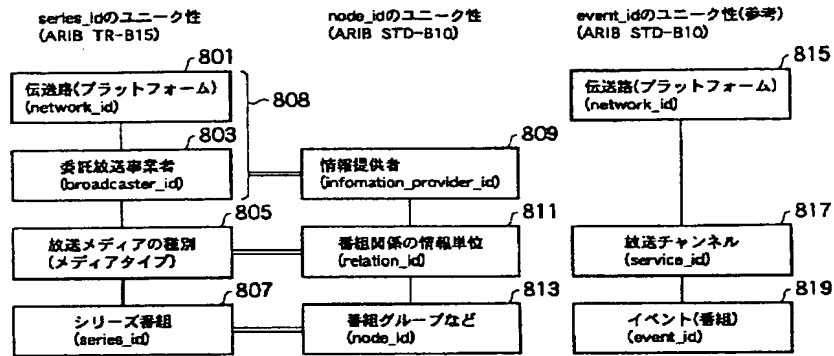 series_idのユニーク性
(ARIB TR-B15)
node_idのユニーク性
(ARIB STD-B10)
event_idのユニーク性(参考)
(ARIB STD-B10)
801
伝送路(プラットフォーム)
(network_id)
808
803
委託放送事業者
(broadcaster_id)
805
放送メディアの種別
(メディアタイプ)
807
シリーズ番組
(series_id)
809
情報提供者
(infomation_provider_id)
811
番組関係の情報単位
(relation_id)
813
番組グループなど
(node_id)
815
伝送路(プラットフォーム)
(network_id)
817
放送チャンネル
(service_id)
819
イベント(番組)
(event_id)